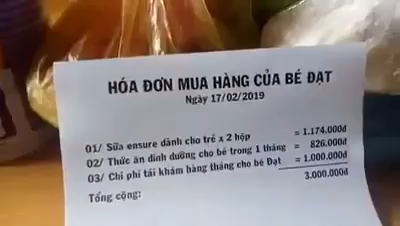 HÓA ĐƠN MUA HÀNG CỦA BÉ ĐẠT
Ngày 17/02/2019
01/ Sữa ensure dành cho trẻ x 2 hộp = 1.174.000đ
02/ Thức ăn dinh dưỡng cho bé trong 1 tháng = 826.000đ
03/ Chi phí tái khám hàng tháng cho bé Đạt = 1.000.000đ
Tổng cộng: 3.000.000đ